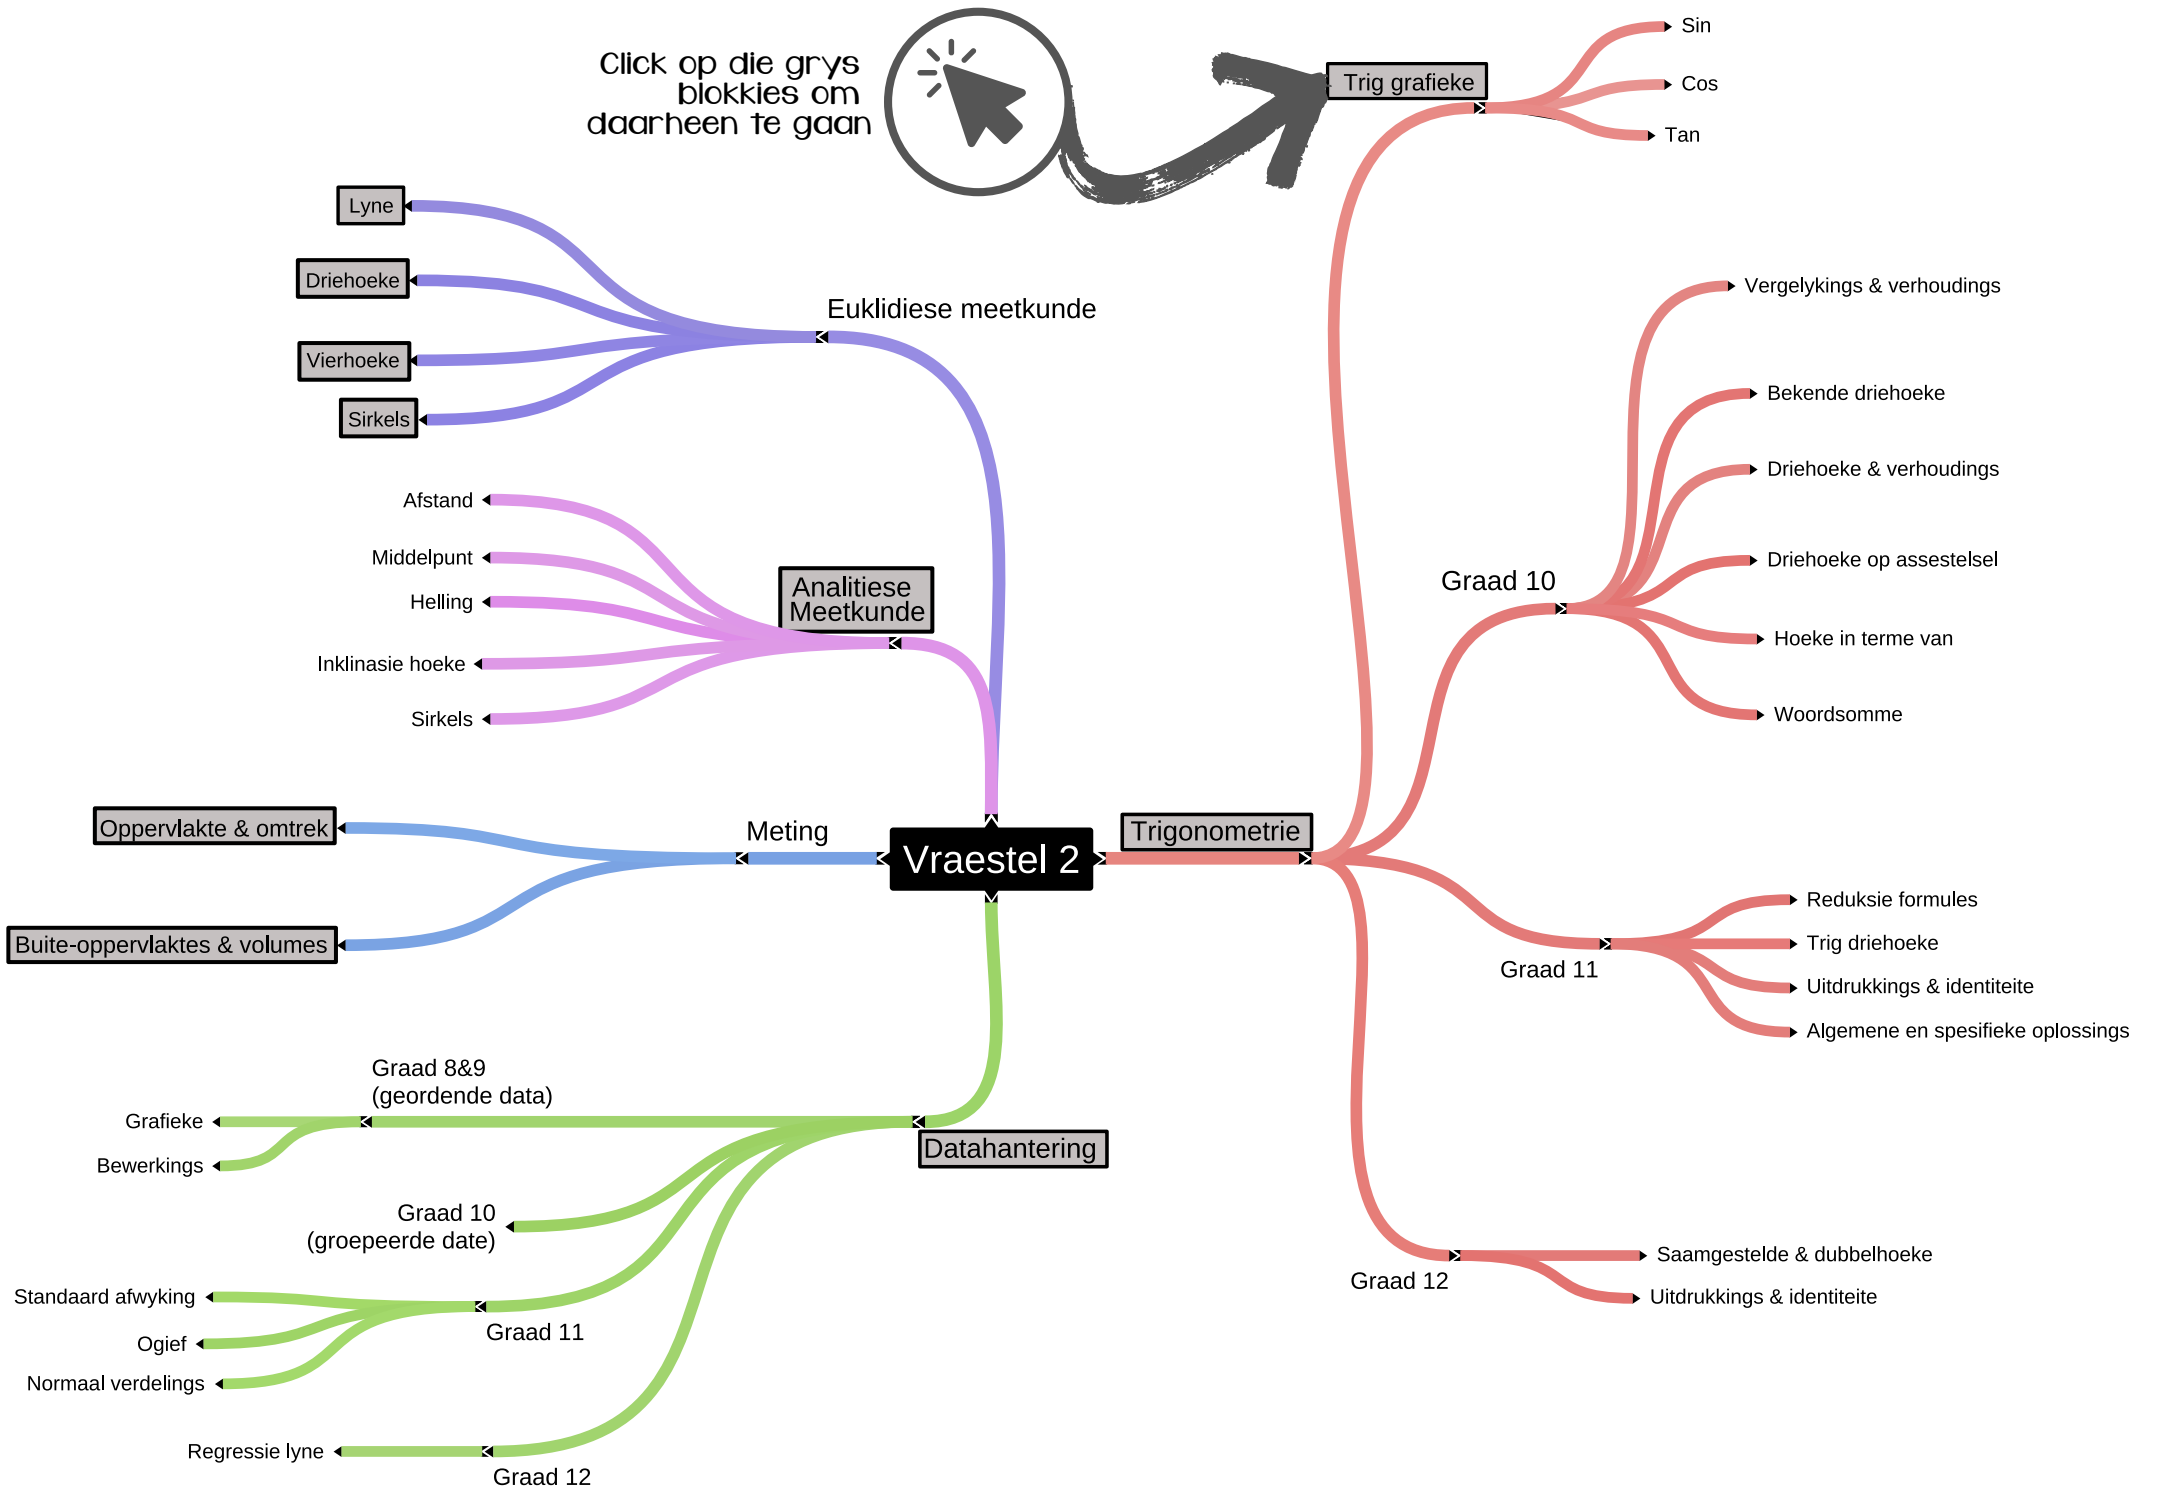 Click op die grys
blokkies om
daarheen te gaan
Trig grafieke
Sin
Cos
Tan
Lyne
Driehoeke
Vierhoeke
Sirkels
Euklidiese meetkunde
Afstand
Middelpunt
Helling
Inklinasie hoeke
Sirkels
Analitiese
Meetkunde
Oppervlakte & omtrek
Buite-oppervlaktes & volumes
Meting
Vraestel 2
Trigonometrie
Graad 10
Vergelykings & verhoudings
Bekende driehoeke
Driehoeke & verhoudings
Driehoeke op assestelsel
Hoeke in terme van
Woordsomme
Graad 11
Reduksie formules
Trig driehoeke
Uitdrukkings & identiteite
Algemene en spesifieke oplossings
Graad 12
Saamgestelde & dubbelhoeke
Uitdrukkings & identiteite
Datahantering
Graad 8&9
(geordende data)
Grafieke
Bewerkings
Graad 10
(groepeerde date)
Standaard afwyking
Ogief
Normaal verdelings
Graad 11
Regressie lyne
Graad 12